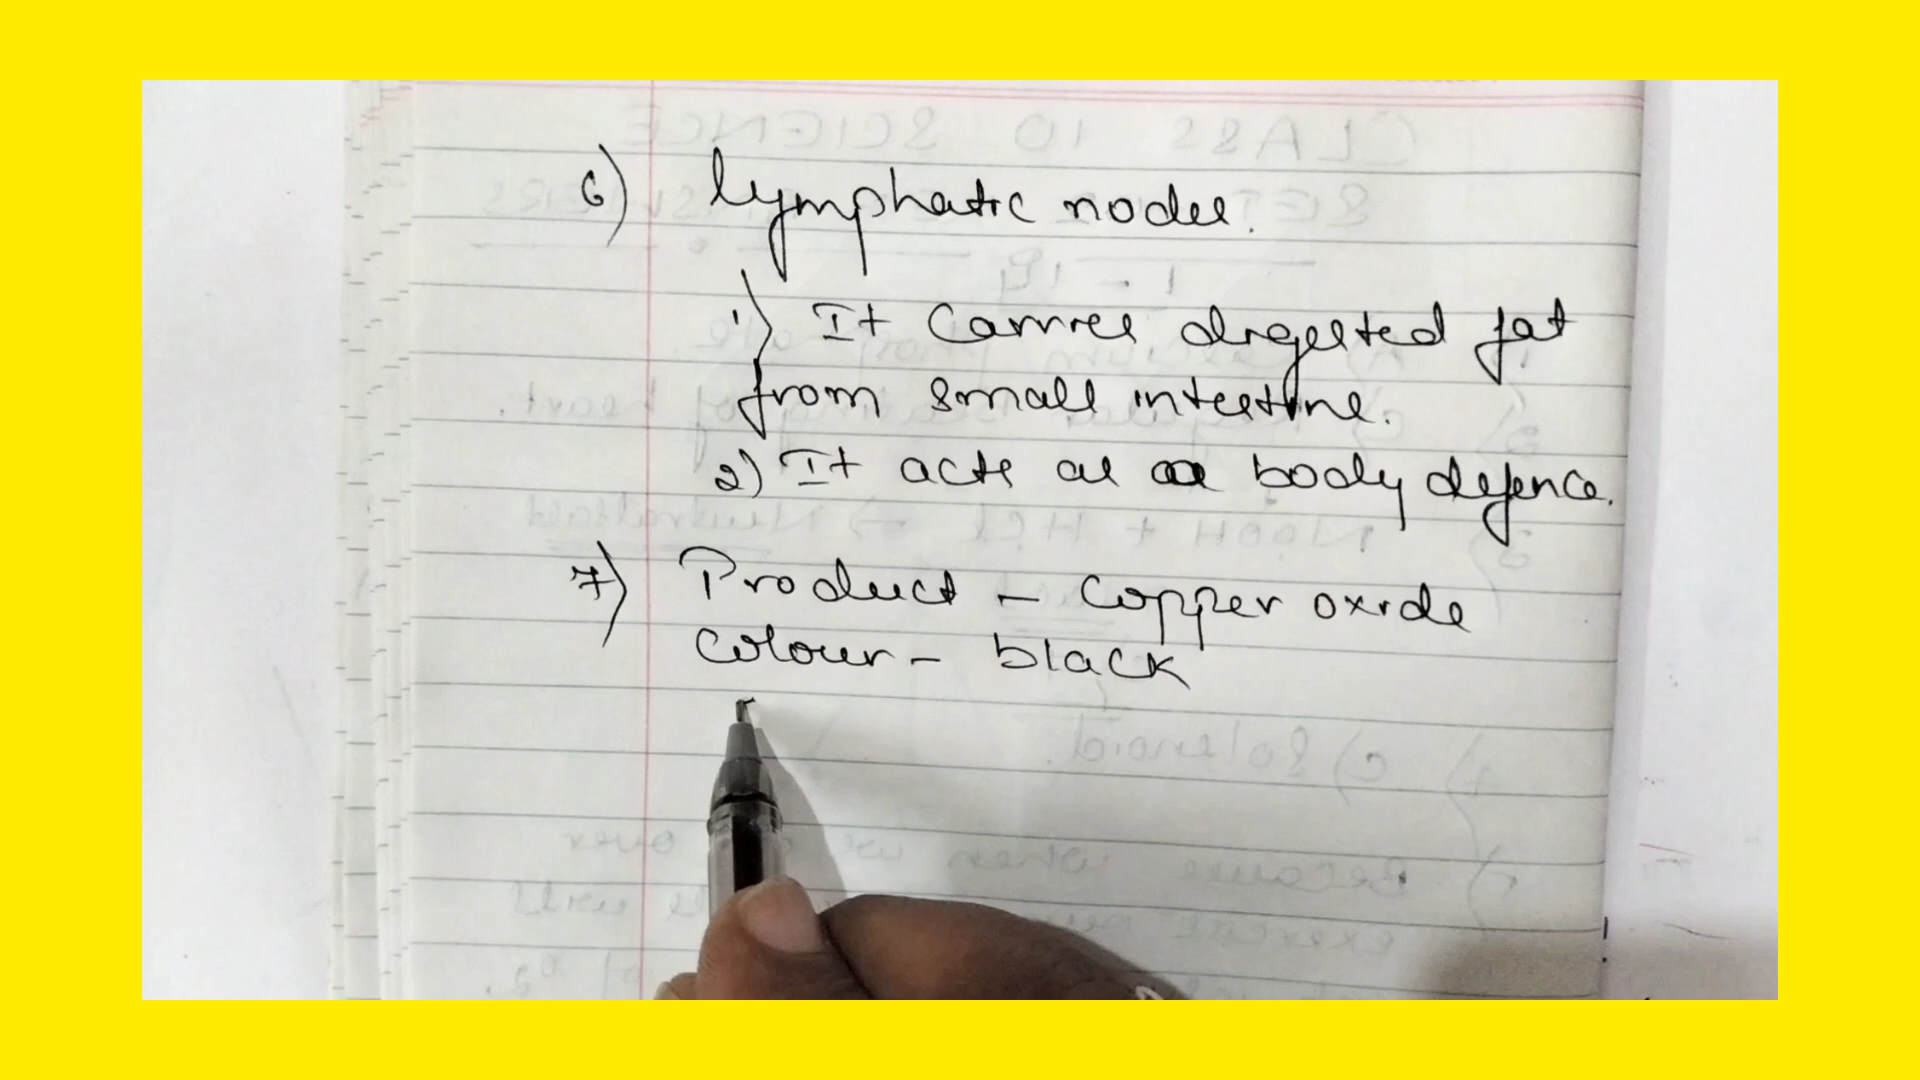 6) lymphatic nodes.
1) It carries digested fat
from small intestine.
2) It acts as body defence.
7) Product - Copper oxide
colour - black